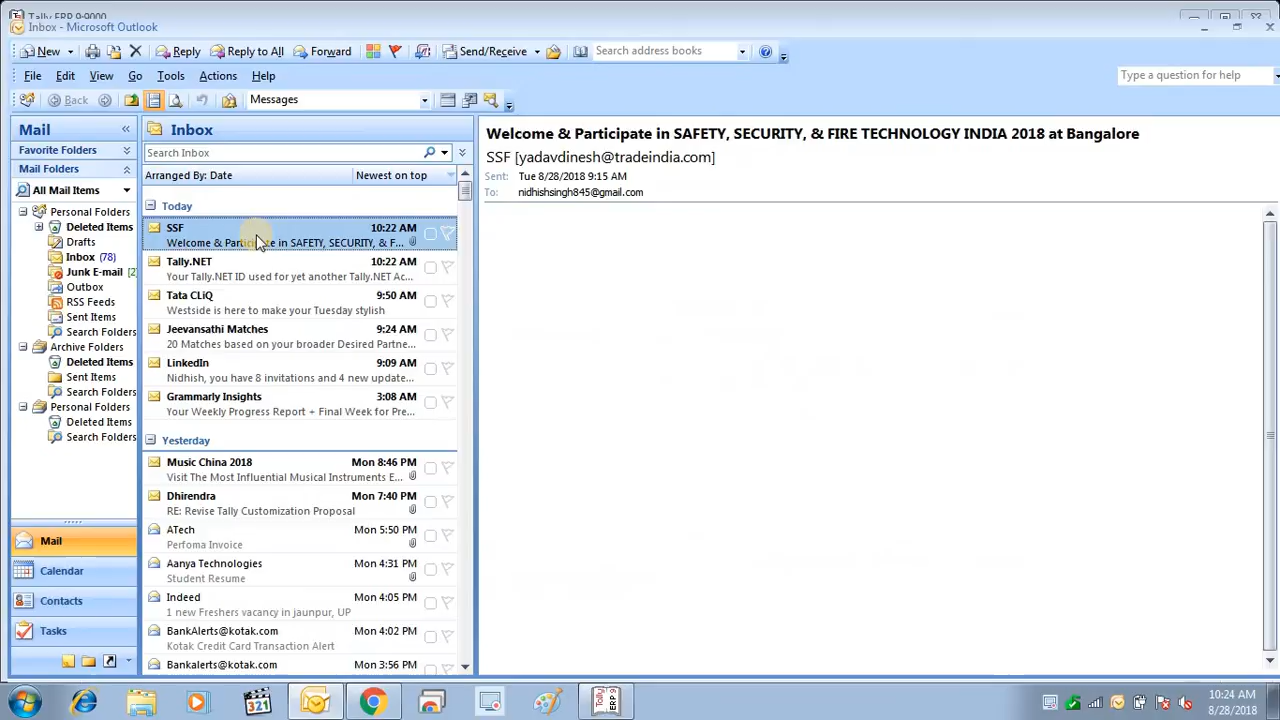 Tally.ERP 9-9000
Inbox - Microsoft Outlook
New Reply Reply to All Forward Send/Receive Search address books
File Edit View Go Tools Actions Help Type a question for help
Back Messages
Mail «
Favorite Folders
Mail Folders
All Mail Items
Personal Folders
Deleted Items
Drafts
Inbox (78)
Junk E-mail [2
Outbox
RSS Feeds
Sent Items
Search Folders
Archive Folders
Deleted Items
Sent Items
Search Folders
Personal Folders
Deleted Items
Search Folders
Mail
Calendar
Contacts
Tasks
Inbox
Search Inbox
Arranged By: Date Newest on top
Today
SSF 10:22 AM
Welcome & Participate in SAFETY, SECURITY, & F...
Tally.NET 10:22 AM
Your Tally.NET ID used for yet another Tally.NET Ac...
Tata CLiQ 9:50 AM
Westside is here to make your Tuesday stylish
Jeevansathi Matches 9:24 AM
20 Matches based on your broader Desired Partne...
LinkedIn 9:09 AM
Nidhish, you have 8 invitations and 4 new update...
Grammarly Insights 3:08 AM
Your Weekly Progress Report + Final Week for Pre...
Yesterday
Music China 2018 Mon 8:46 PM
Visit The Most Influential Musical Instruments E...
Dhirendra Mon 7:40 PM
RE: Revise Tally Customization Proposal
ATech Mon 5:50 PM
Perfoma Invoice
Aanya Technologies Mon 4:31 PM
Student Resume
Indeed Mon 4:05 PM
1 new Freshers vacancy in jaunpur, UP
BankAlerts@kotak.com Mon 4:02 PM
Kotak Credit Card Transaction Alert
Bankalerts@kotak.com Mon 3:56 PM
Welcome & Participate in SAFETY, SECURITY, & FIRE TECHNOLOGY INDIA 2018 at Bangalore
SSF [yadavdinesh@tradeindia.com]
Sent: Tue 8/28/2018 9:15 AM
To: nidhishsingh845@gmail.com
321
Tally ERP 9
10:24 AM
8/28/2018